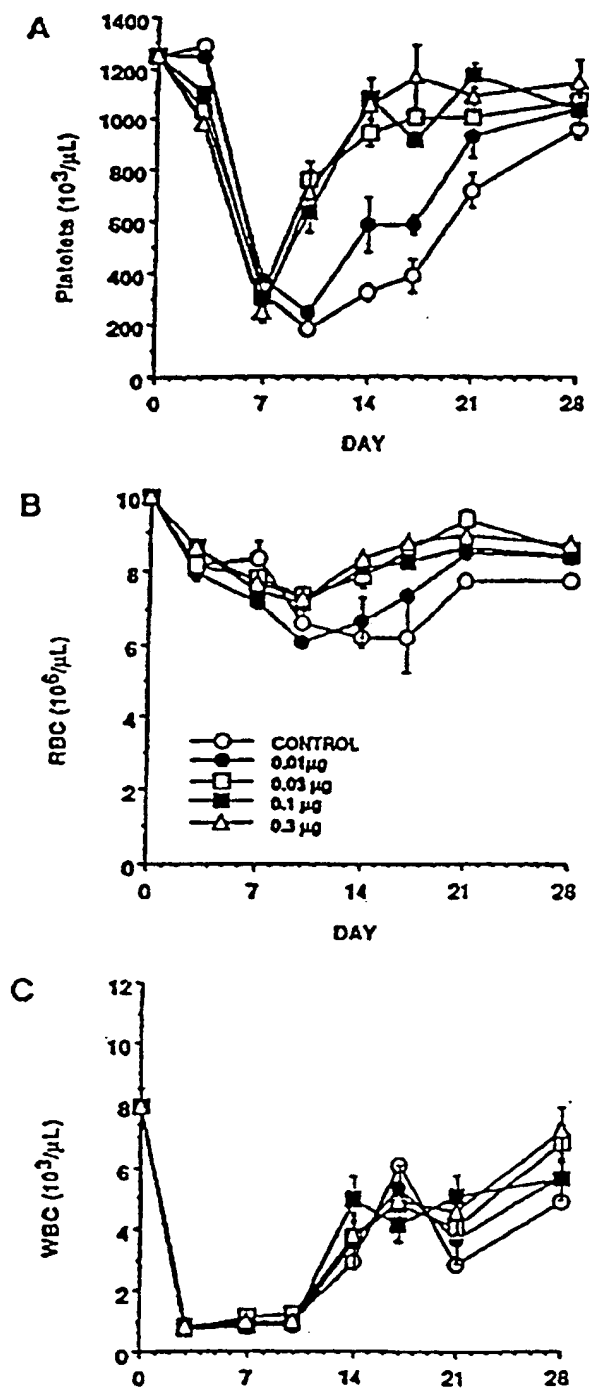 A
Platelets (10³/µL)
1400
1200
1000
800
600
400
200
0
0 7 14 21 28
DAY
B
RBC (10⁶/µL)
10
8
6
4
2
0
CONTROL
0.01µg
0.03 µg
0.1 µg
0.3 µg
0 7 14 21 28
DAY
C
WBC (10³/µL)
12
10
8
6
4
2
0
0 7 14 21 28